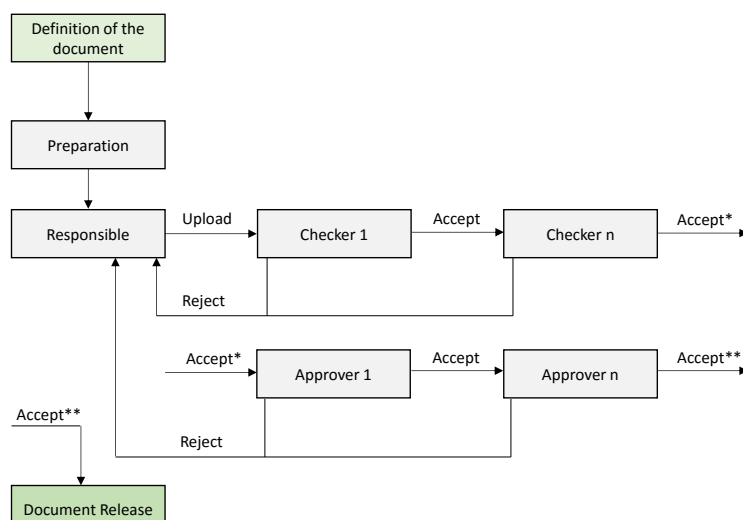 Definition of the
document
Preparation
Responsible
Upload
Checker 1
Accept
Checker n
Accept*
Reject
Accept*
Approver 1
Accept
Approver n
Accept**
Accept**
Reject
Document Release